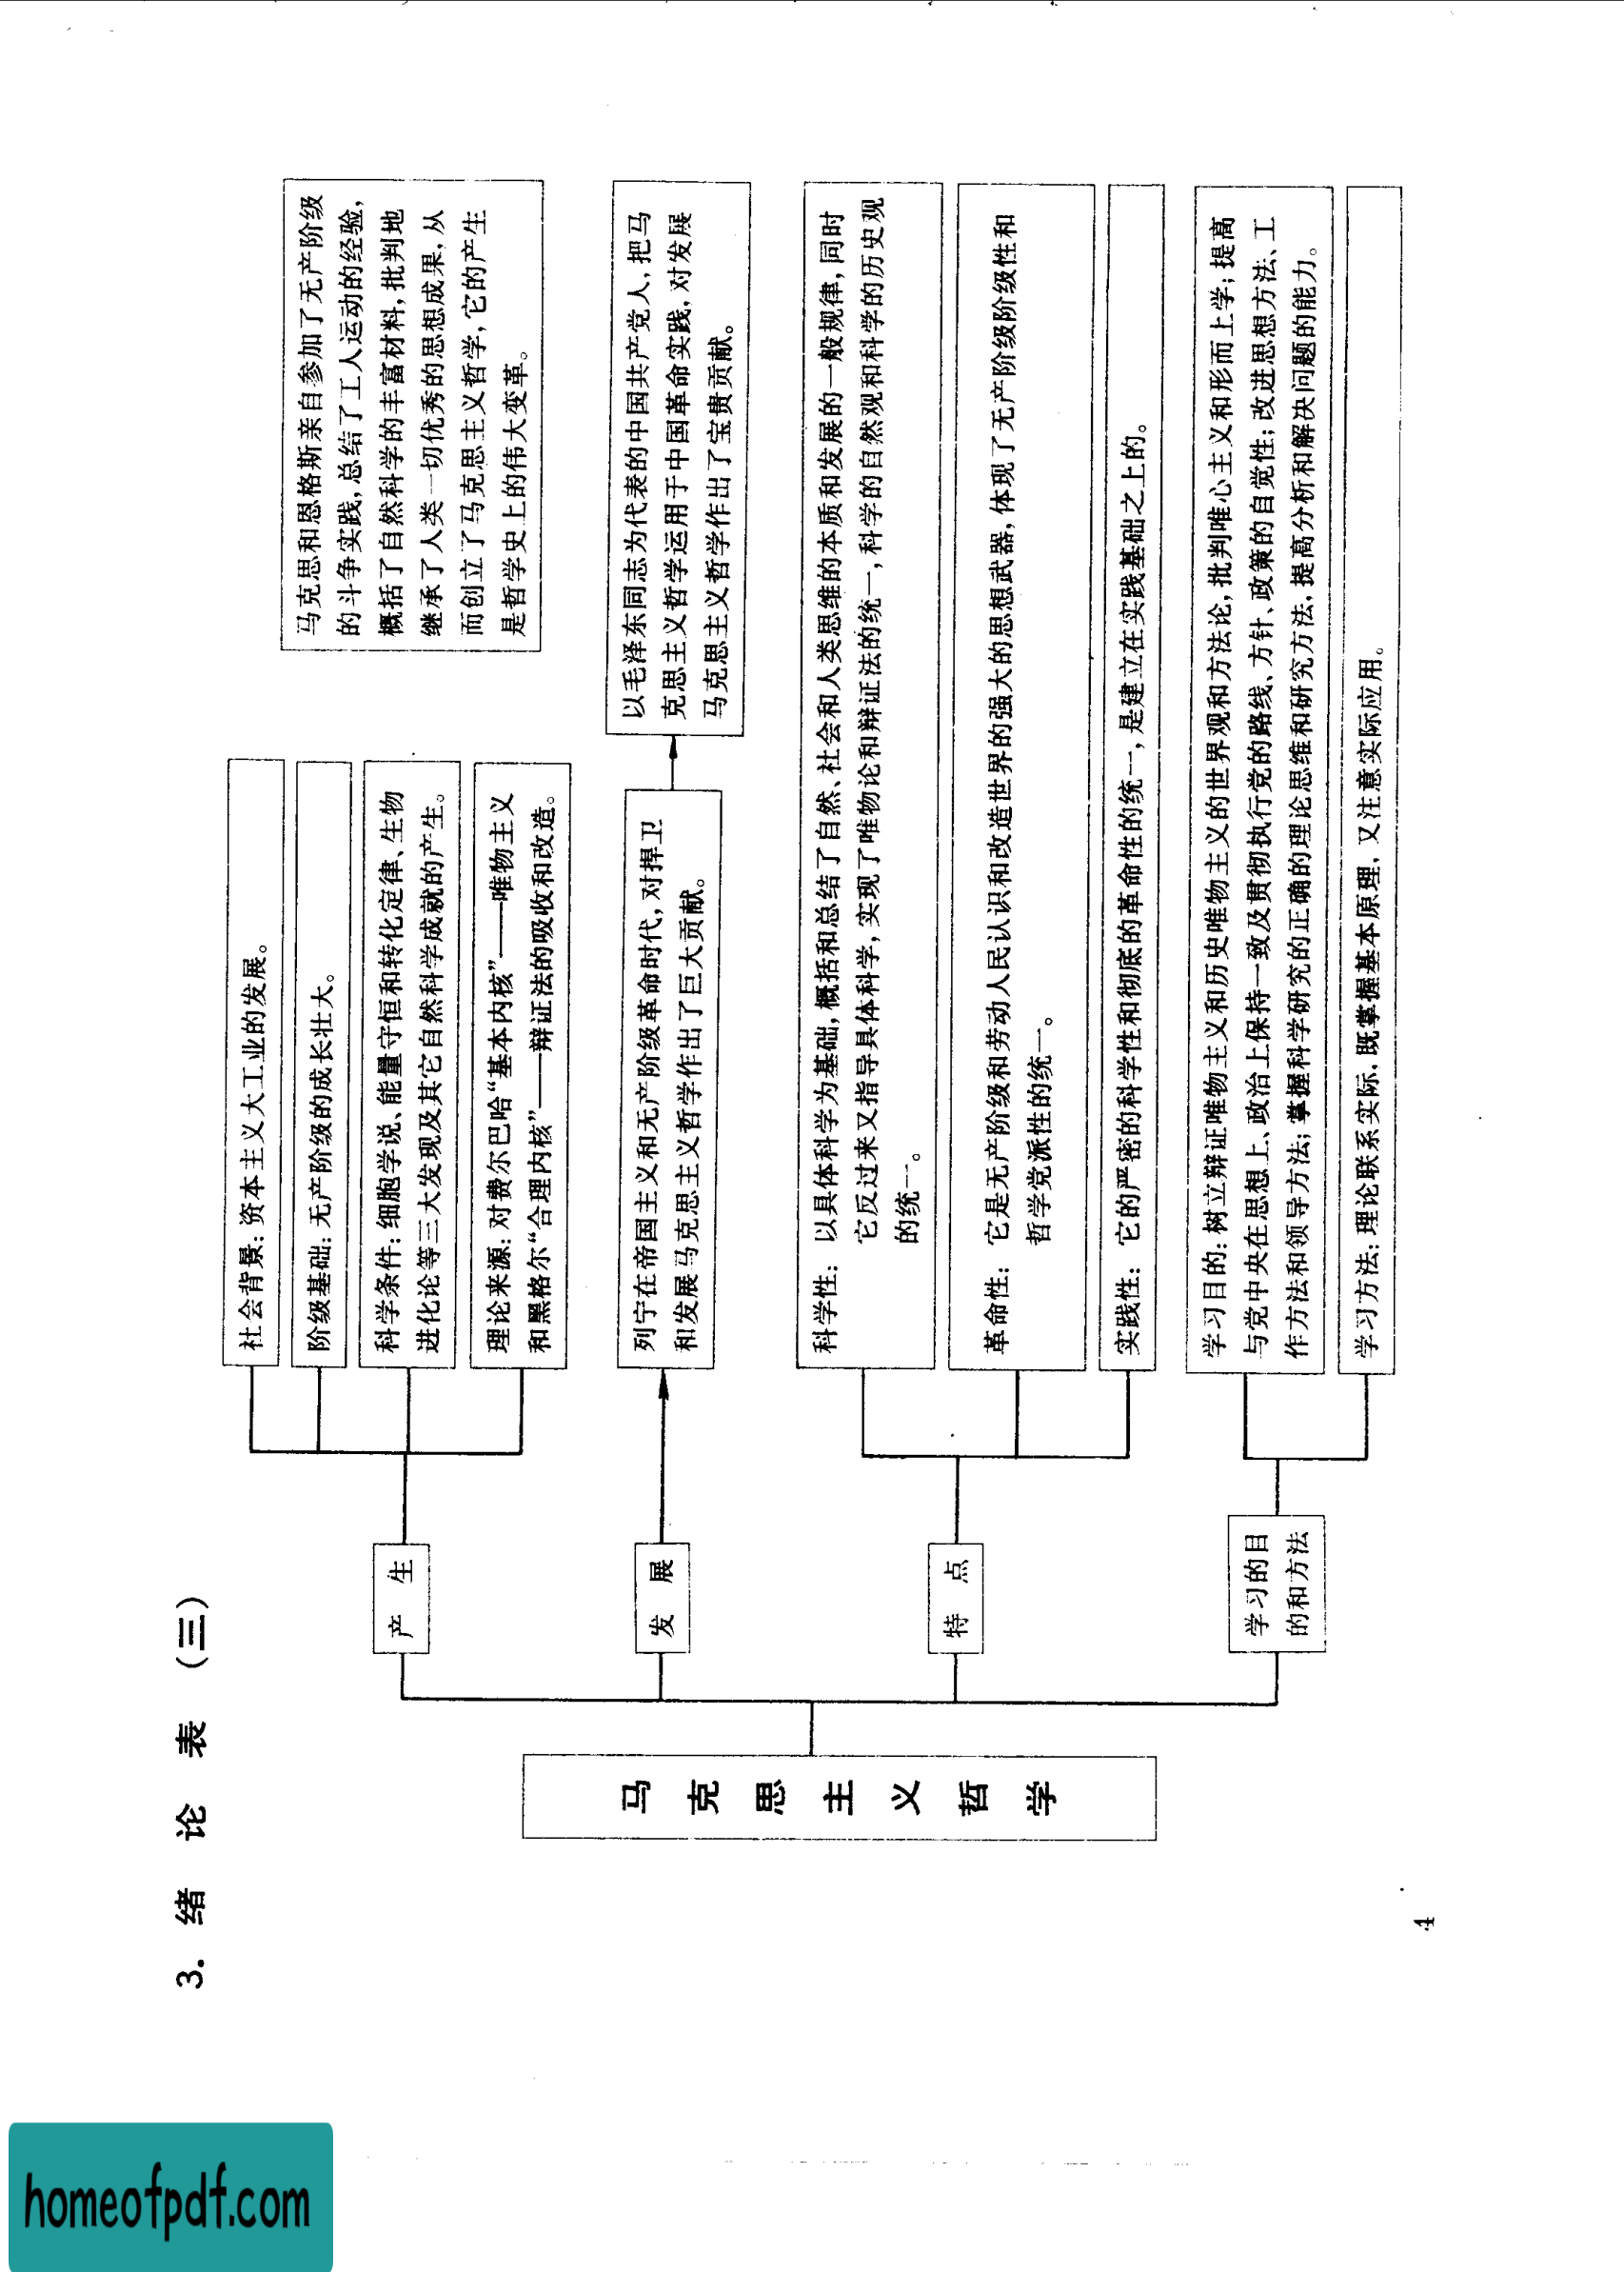 3. 绪 论 表 (三)
马 克 思 主 义 哲 学
产 生
社会背景: 资本主义大工业的发展。
阶级基础: 无产阶级的成长壮大。
科学条件: 细胞学说、能量守恒和转化定律、生物
进化论等三大发现及其它自然科学成就的产生。
理论来源: 对费尔巴哈“基本内核”——唯物主义
和黑格尔“合理内核”——辩证法的吸收和改造。
马克思和恩格斯亲自参加了无产阶级
的斗争实践, 总结了工人运动的经验,
概括了自然科学的丰富材料, 批判地
继承了人类一切优秀的思想成果, 从
而创立了马克思主义哲学, 它的产生
是哲学史上的伟大变革。
发 展
列宁在帝国主义和无产阶级革命时代, 对捍卫
和发展马克思主义哲学作出了巨大贡献。
以毛泽东同志为代表的中国共产党人, 把马
克思主义哲学运用于中国革命实践, 对发展
马克思主义哲学作出了宝贵贡献。
特 点
科学性: 以具体科学为基础, 概括和总结了自然、社会和人类思维的本质和发展的一般规律, 同时
它反过来又指导具体科学, 实现了唯物论和辩证法的统一, 科学的自然观和科学的历史观
的统一。
革命性: 它是无产阶级和劳动人民认识和改造世界的强大的思想武器, 体现了无产阶级阶级性和
哲学党派性的统一。
实践性: 它的严密的科学性和彻底的革命性的统一, 是建立在实践基础之上的。
学习的目
的和方法
学习目的: 树立辩证唯物主义和历史唯物主义的世界观和方法论, 批判唯心主义和形而上学; 提高
与党中央在思想上、政治上保持一致及贯彻执行党的路线、方针、政策的自觉性; 改进思想方法、工
作方法和领导方法; 掌握科学研究的正确的理论思维和研究方法, 提高分析和解决问题的能力。
学习方法: 理论联系实际, 既掌握基本原理, 又注意实际应用。
4
homeofpdf.com